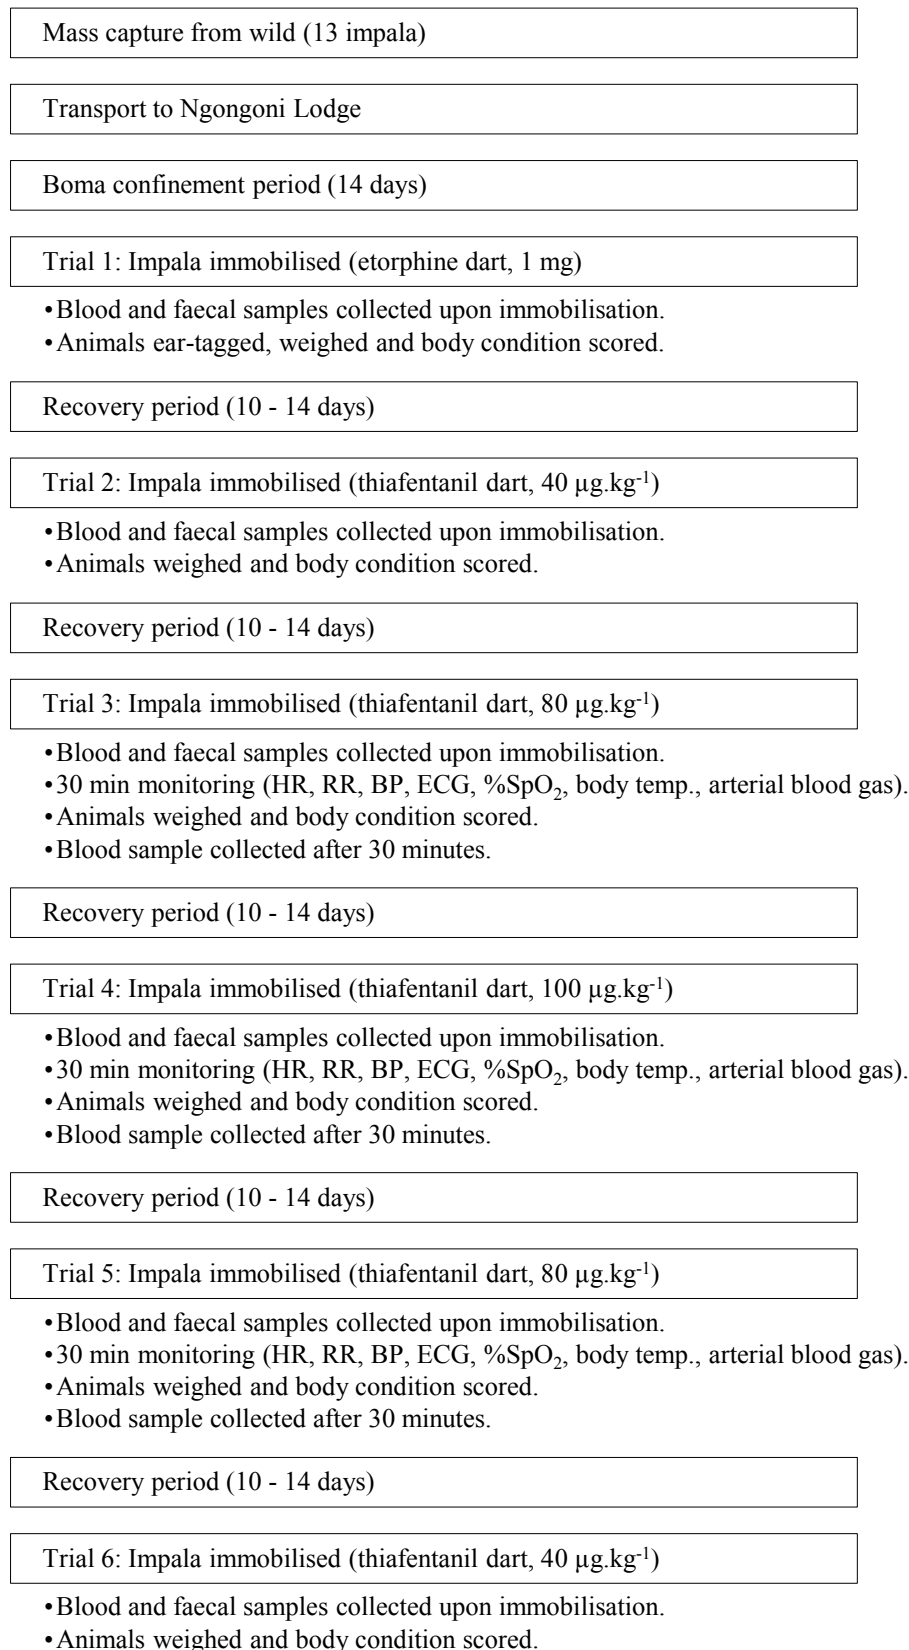 Mass capture from wild (13 impala)
Transport to Ngongoni Lodge
Boma confinement period (14 days)
Trial 1: Impala immobilised (etorphine dart, 1 mg)
•Blood and faecal samples collected upon immobilisation.
•Animals ear-tagged, weighed and body condition scored.
Recovery period (10 - 14 days)
Trial 2: Impala immobilised (thiafentanil dart, 40 µg.kg⁻¹)
•Blood and faecal samples collected upon immobilisation.
•Animals weighed and body condition scored.
Recovery period (10 - 14 days)
Trial 3: Impala immobilised (thiafentanil dart, 80 µg.kg⁻¹)
•Blood and faecal samples collected upon immobilisation.
•30 min monitoring (HR, RR, BP, ECG, %SpO₂, body temp., arterial blood gas).
•Animals weighed and body condition scored.
•Blood sample collected after 30 minutes.
Recovery period (10 - 14 days)
Trial 4: Impala immobilised (thiafentanil dart, 100 µg.kg⁻¹)
•Blood and faecal samples collected upon immobilisation.
•30 min monitoring (HR, RR, BP, ECG, %SpO₂, body temp., arterial blood gas).
•Animals weighed and body condition scored.
•Blood sample collected after 30 minutes.
Recovery period (10 - 14 days)
Trial 5: Impala immobilised (thiafentanil dart, 80 µg.kg⁻¹)
•Blood and faecal samples collected upon immobilisation.
•30 min monitoring (HR, RR, BP, ECG, %SpO₂, body temp., arterial blood gas).
•Animals weighed and body condition scored.
•Blood sample collected after 30 minutes.
Recovery period (10 - 14 days)
Trial 6: Impala immobilised (thiafentanil dart, 40 µg.kg⁻¹)
•Blood and faecal samples collected upon immobilisation.
•Animals weighed and body condition scored.